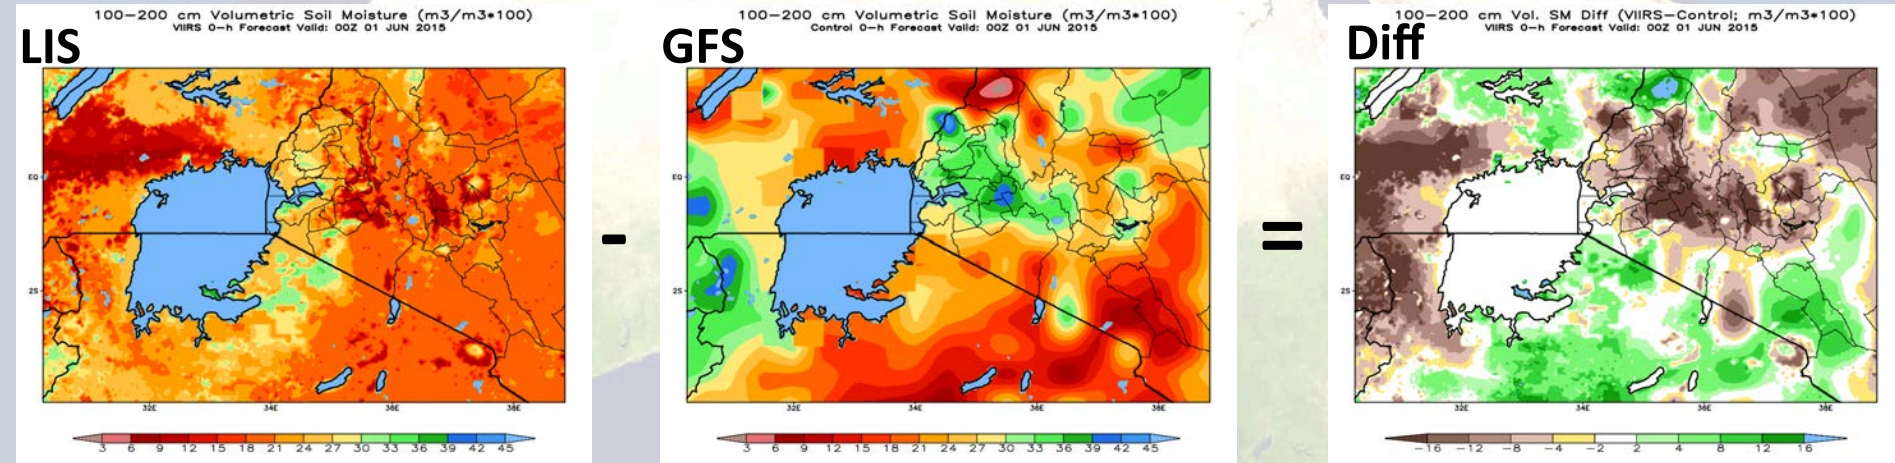 100-200 cm Volumetric Soil Moisture (m3/m3*100)
VIIRS 0-h Forecast Valid: 00Z 01 JUN 2015
LIS
EQ
2S
32E 34E 36E 38E
3 6 9 12 15 18 21 24 27 30 33 36 39 42 45
-
100-200 cm Volumetric Soil Moisture (m3/m3*100)
Control 0-h Forecast Valid: 00Z 01 JUN 2015
GFS
EQ
2S
32E 34E 36E 38E
3 6 9 12 15 18 21 24 27 30 33 36 39 42 45
=
100-200 cm Vol. SM Diff (VIIRS-Control; m3/m3*100)
VIIRS 0-h Forecast Valid: 00Z 01 JUN 2015
Diff
EQ
2S
32E 34E 36E 38E
-16 -12 -8 -4 -2 2 4 8 12 16